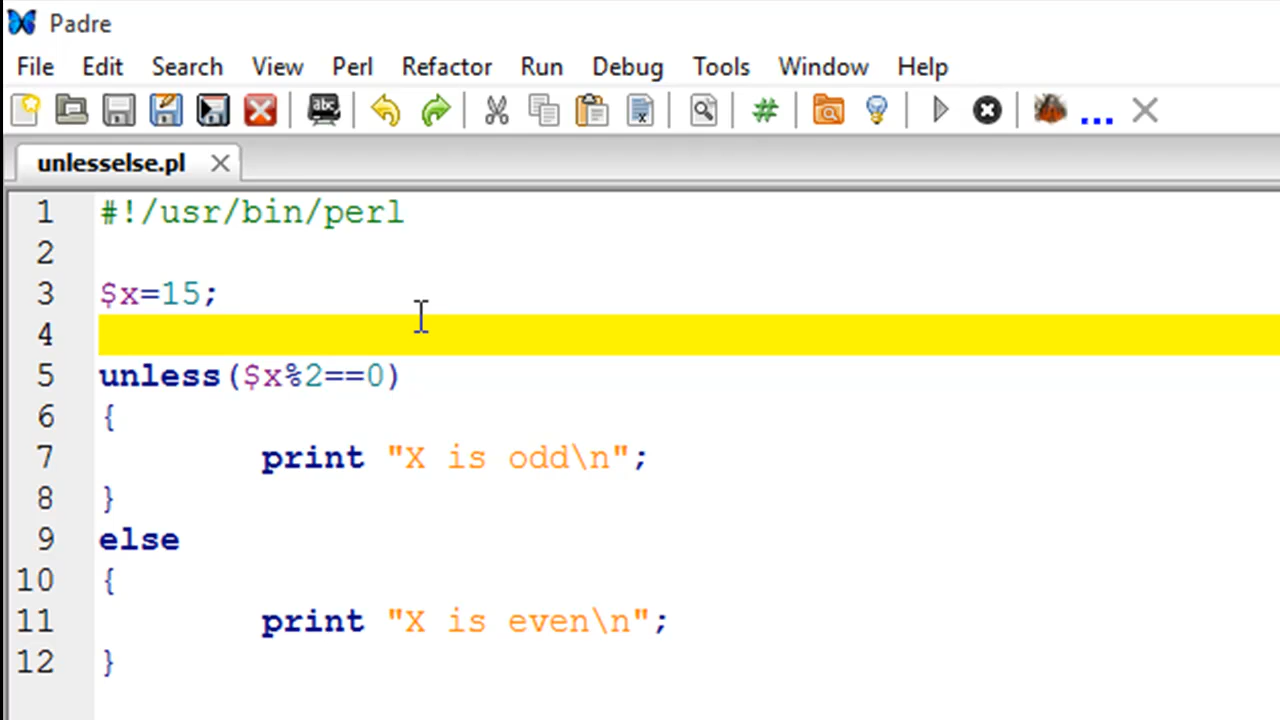 Padre
File Edit Search View Perl Refactor Run Debug Tools Window Help
abc # ...
unlesselse.pl
1 #!/usr/bin/perl
2
3 $x=15;
4
5 unless($x%2==0)
6 {
7 print "X is odd\n";
8 }
9 else
10 {
11 print "X is even\n";
12 }